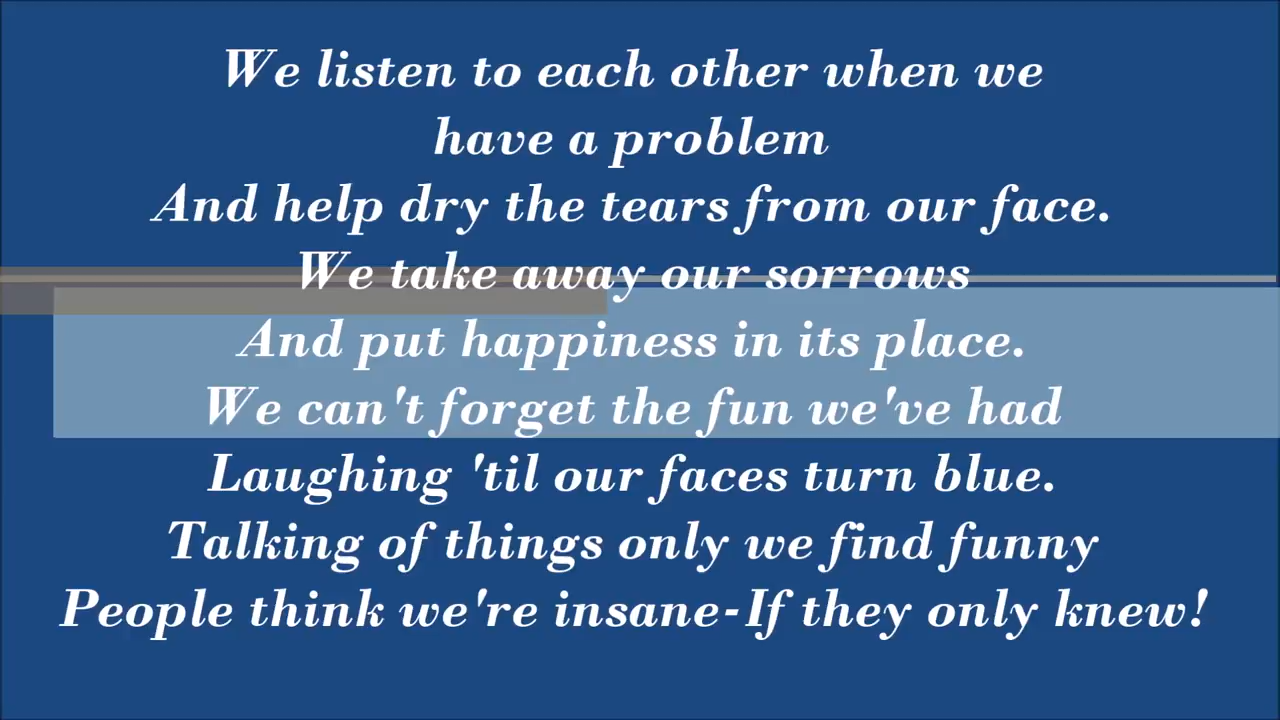 We listen to each other when we
have a problem
And help dry the tears from our face.
We take away our sorrows
And put happiness in its place.
We can't forget the fun we've had
Laughing 'til our faces turn blue.
Talking of things only we find funny
People think we're insane-If they only knew!